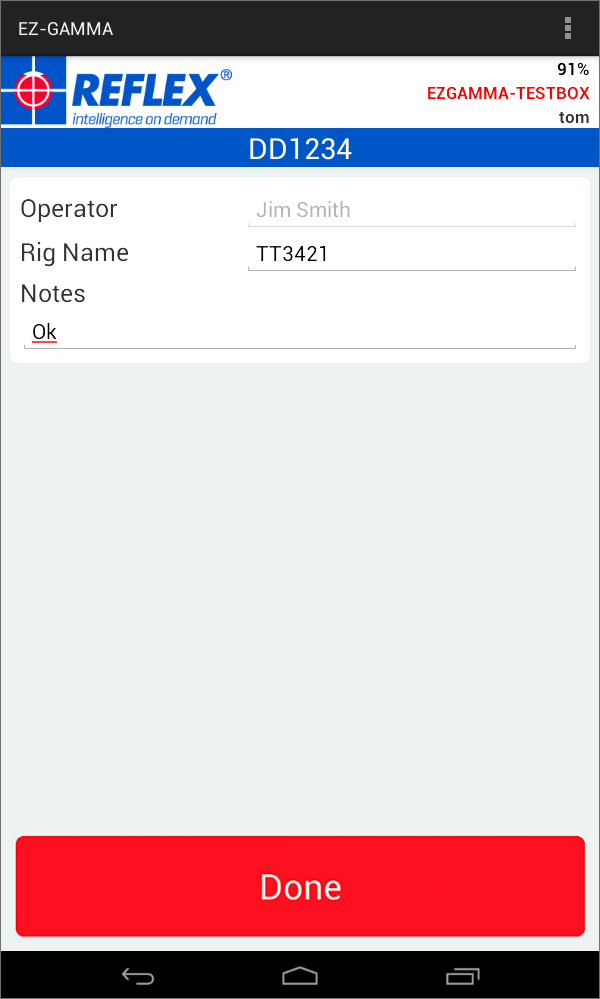 EZ-GAMMA
91%
REFLEX®
EZGAMMA-TESTBOX
intelligence on demand
tom
DD1234
Operator Jim Smith
Rig Name TT3421
Notes
Ok
Done